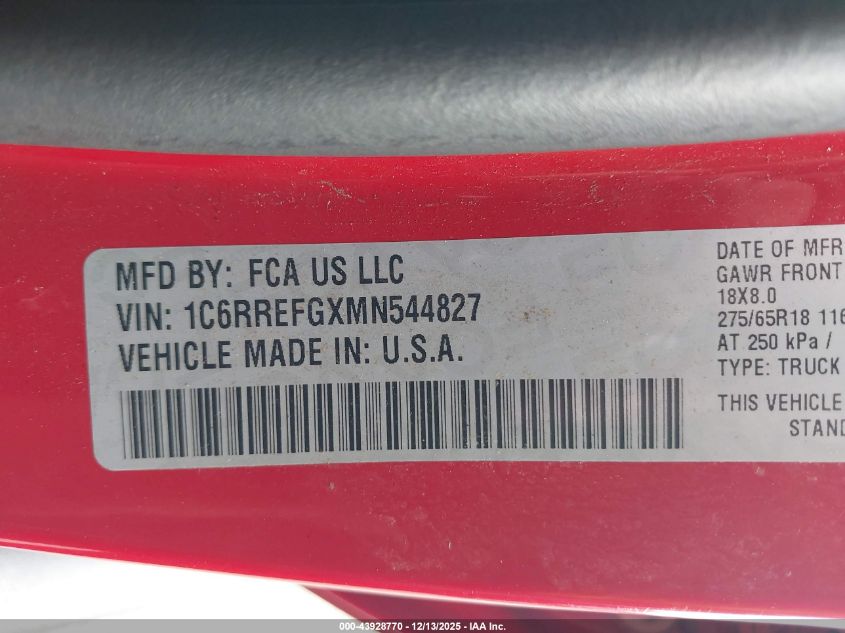 MFD BY: FCA US LLC
VIN: 1C6RREFGXMN544827
VEHICLE MADE IN: U.S.A.
DATE OF MFR
GAWR FRONT
18X8.0
275/65R18 116
AT 250 kPa /
TYPE: TRUCK
THIS VEHICLE
STAND
000-43928770 - 12/13/2025 - IAA Inc.